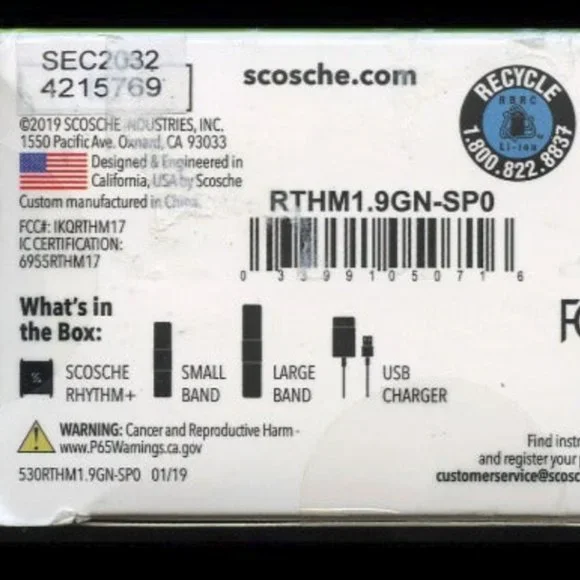 SEC2032
4215769
scosche.com
RECYCLE
RBRC
Li-ion
1.800.822.8837
©2019 SCOSCHE INDUSTRIES, INC.
1550 Pacific Ave. Oxnard, CA 93033
Designed & Engineered in
California, USA by Scosche
Custom manufactured in China.
FCC#: IKQRTHM17
IC CERTIFICATION:
6955RTHM17
RTHM1.9GN-SP0
0 33991 05071 6
What's in
the Box:
SCOSCHE
RHYTHM+
SMALL
BAND
LARGE
BAND
USB
CHARGER
WARNING: Cancer and Reproductive Harm -
www.P65Warnings.ca.gov
530RTHM1.9GN-SP0 01/19
Find instr
and register your p
customerservice@scosc